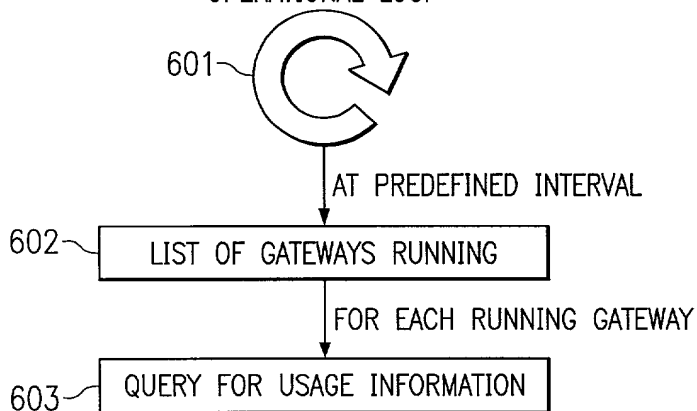 601
AT PREDEFINED INTERVAL
602
LIST OF GATEWAYS RUNNING
FOR EACH RUNNING GATEWAY
603
QUERY FOR USAGE INFORMATION